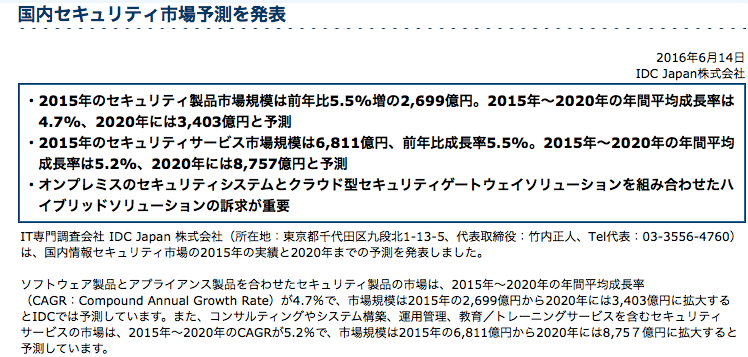 国内セキュリティ市場予測を発表
2016年6月14日
IDC Japan株式会社
・2015年のセキュリティ製品市場規模は前年比5.5%増の2,699億円。2015年～2020年の年間平均成長率は
4.7%、2020年には3,403億円と予測
・2015年のセキュリティサービス市場規模は6,811億円、前年比成長率5.5%。2015年～2020年の年間平均
成長率は5.2%、2020年には8,757億円と予測
・オンプレミスのセキュリティシステムとクラウド型セキュリティゲートウェイソリューションを組み合わせたハ
イブリッドソリューションの訴求が重要
IT専門調査会社 IDC Japan 株式会社（所在地：東京都千代田区九段北1-13-5、代表取締役：竹内正人、Tel代表：03-3556-4760）
は、国内情報セキュリティ市場の2015年の実績と2020年までの予測を発表しました。
ソフトウェア製品とアプライアンス製品を合わせたセキュリティ製品の市場は、2015年～2020年の年間平均成長率
（CAGR：Compound Annual Growth Rate）が4.7%で、市場規模は2015年の2,699億円から2020年には3,403億円に拡大する
とIDCでは予測しています。また、コンサルティングやシステム構築、運用管理、教育／トレーニングサービスを含むセキュリティ
サービスの市場は、2015年～2020年のCAGRが5.2%で、市場規模は2015年の6,811億円から2020年には8,75７億円に拡大すると
予測しています。